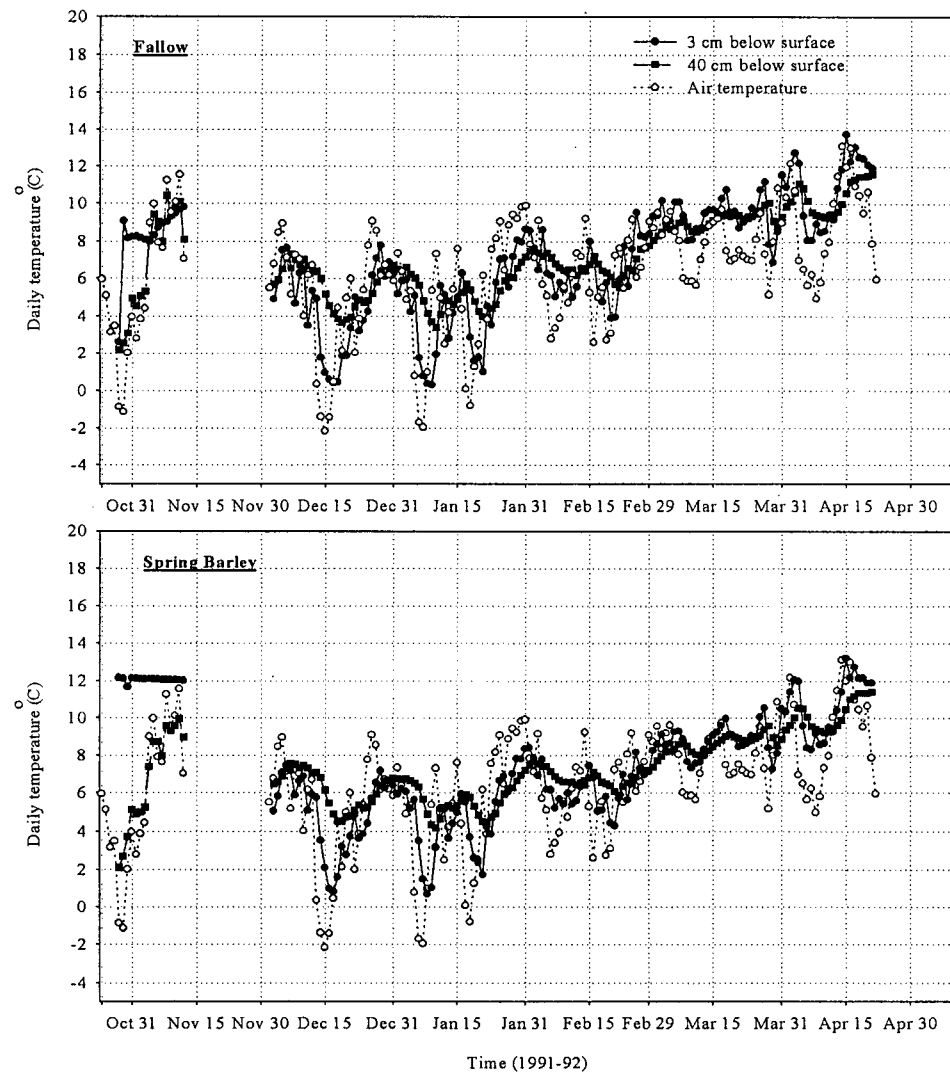 20
18
16
14
12
10
8
6
4
2
0
-2
-4
Daily temperature (C)
o
Fallow
3 cm below surface
40 cm below surface
Air temperature
Oct 31 Nov 15 Nov 30 Dec 15 Dec 31 Jan 15 Jan 31 Feb 15 Feb 29 Mar 15 Mar 31 Apr 15 Apr 30
20
18
16
14
12
10
8
6
4
2
0
-2
-4
Daily temperature (C)
o
Spring Barley
Oct 31 Nov 15 Nov 30 Dec 15 Dec 31 Jan 15 Jan 31 Feb 15 Feb 29 Mar 15 Mar 31 Apr 15 Apr 30
Time (1991-92)